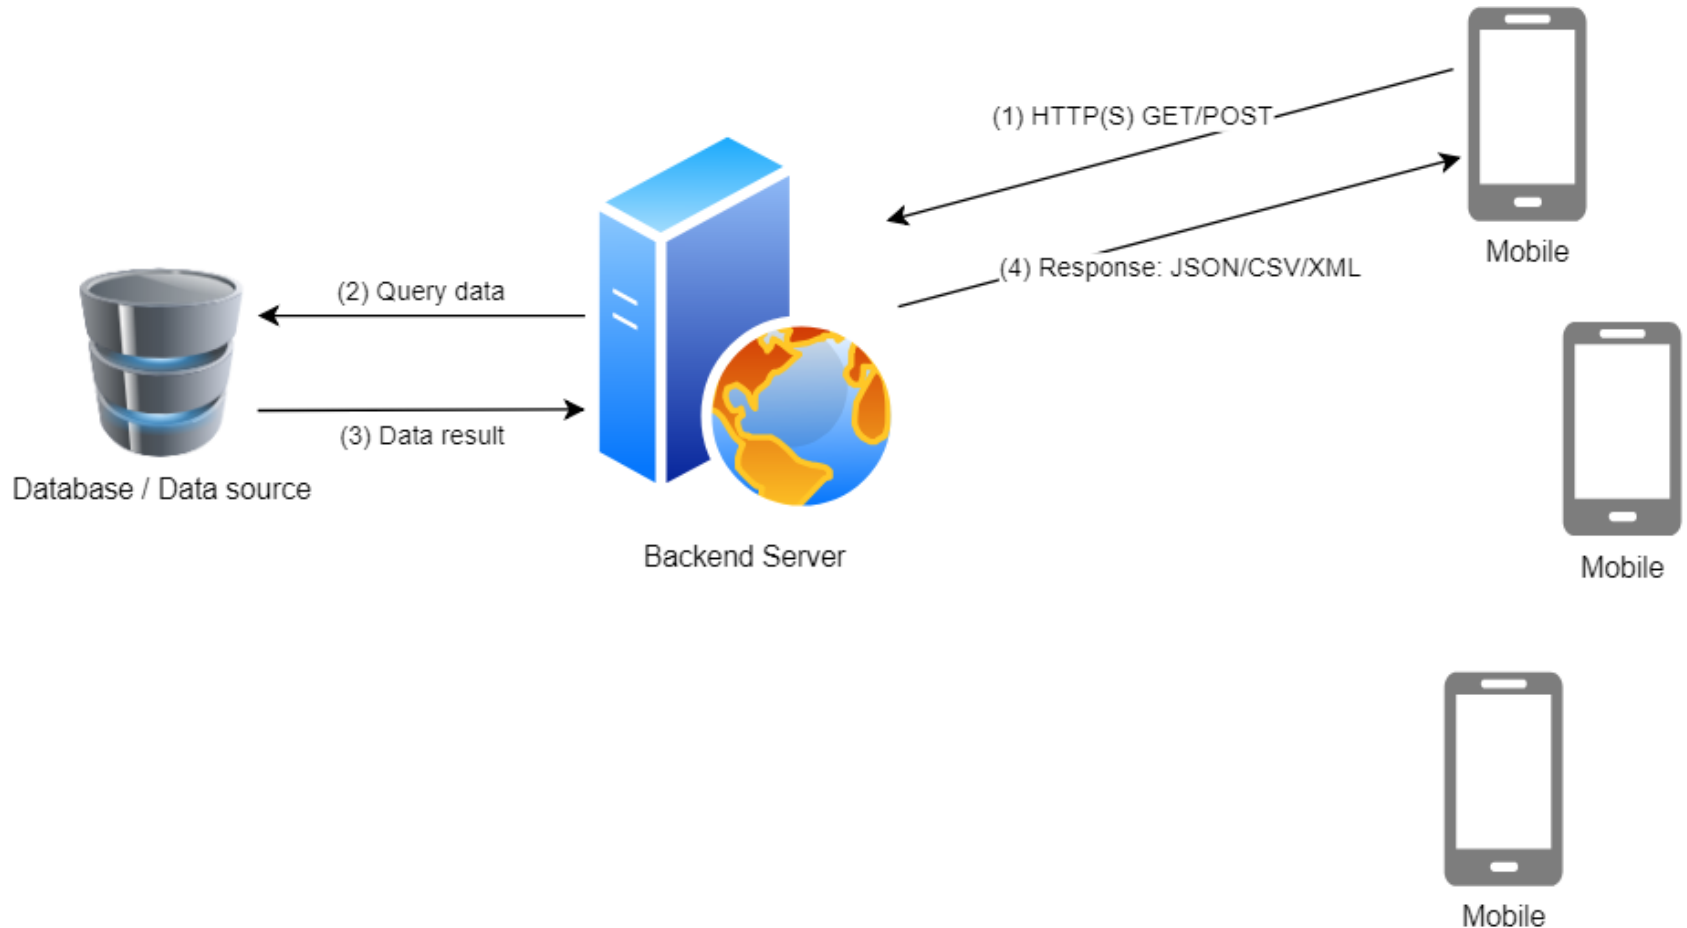 (1) HTTP(S) GET/POST
Mobile
(4) Response: JSON/CSV/XML
(2) Query data
(3) Data result
Database / Data source
Backend Server
Mobile
Mobile